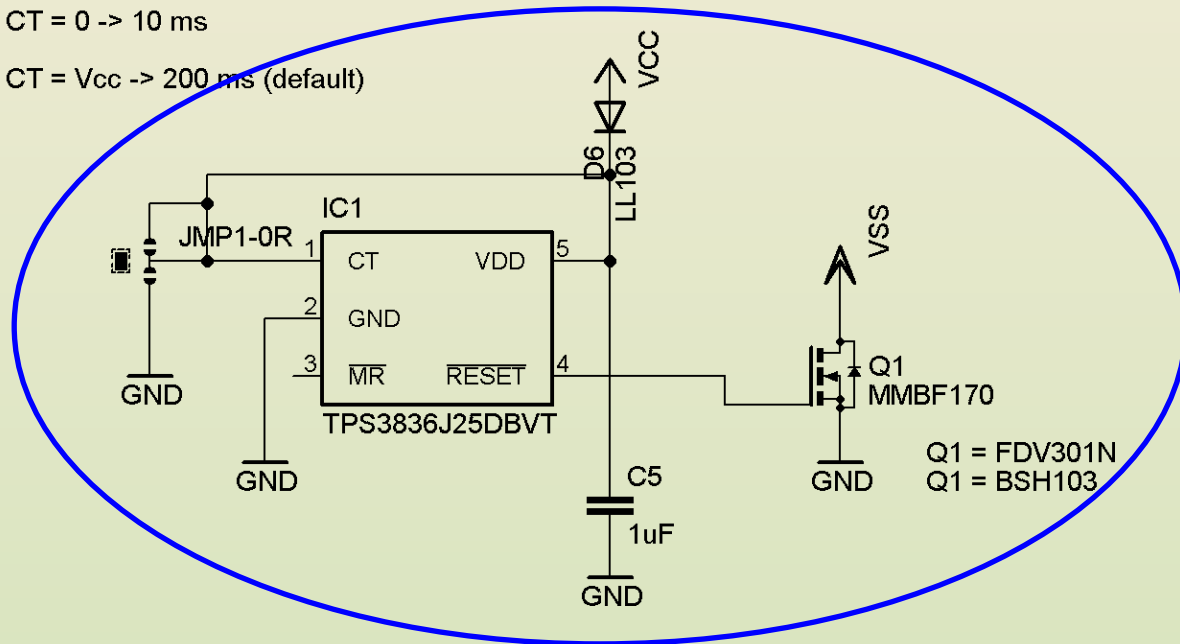 CT = 0 -> 10 ms
CT = Vcc -> 200 ms (default)
VCC
D6
LL103
IC1
JMP1-0R
1
CT
VDD
5
2
GND
3
MR
RESET
4
TPS3836J25DBVT
GND
GND
VSS
Q1
MMBF170
GND
Q1 = FDV301N
Q1 = BSH103
C5
1uF
GND